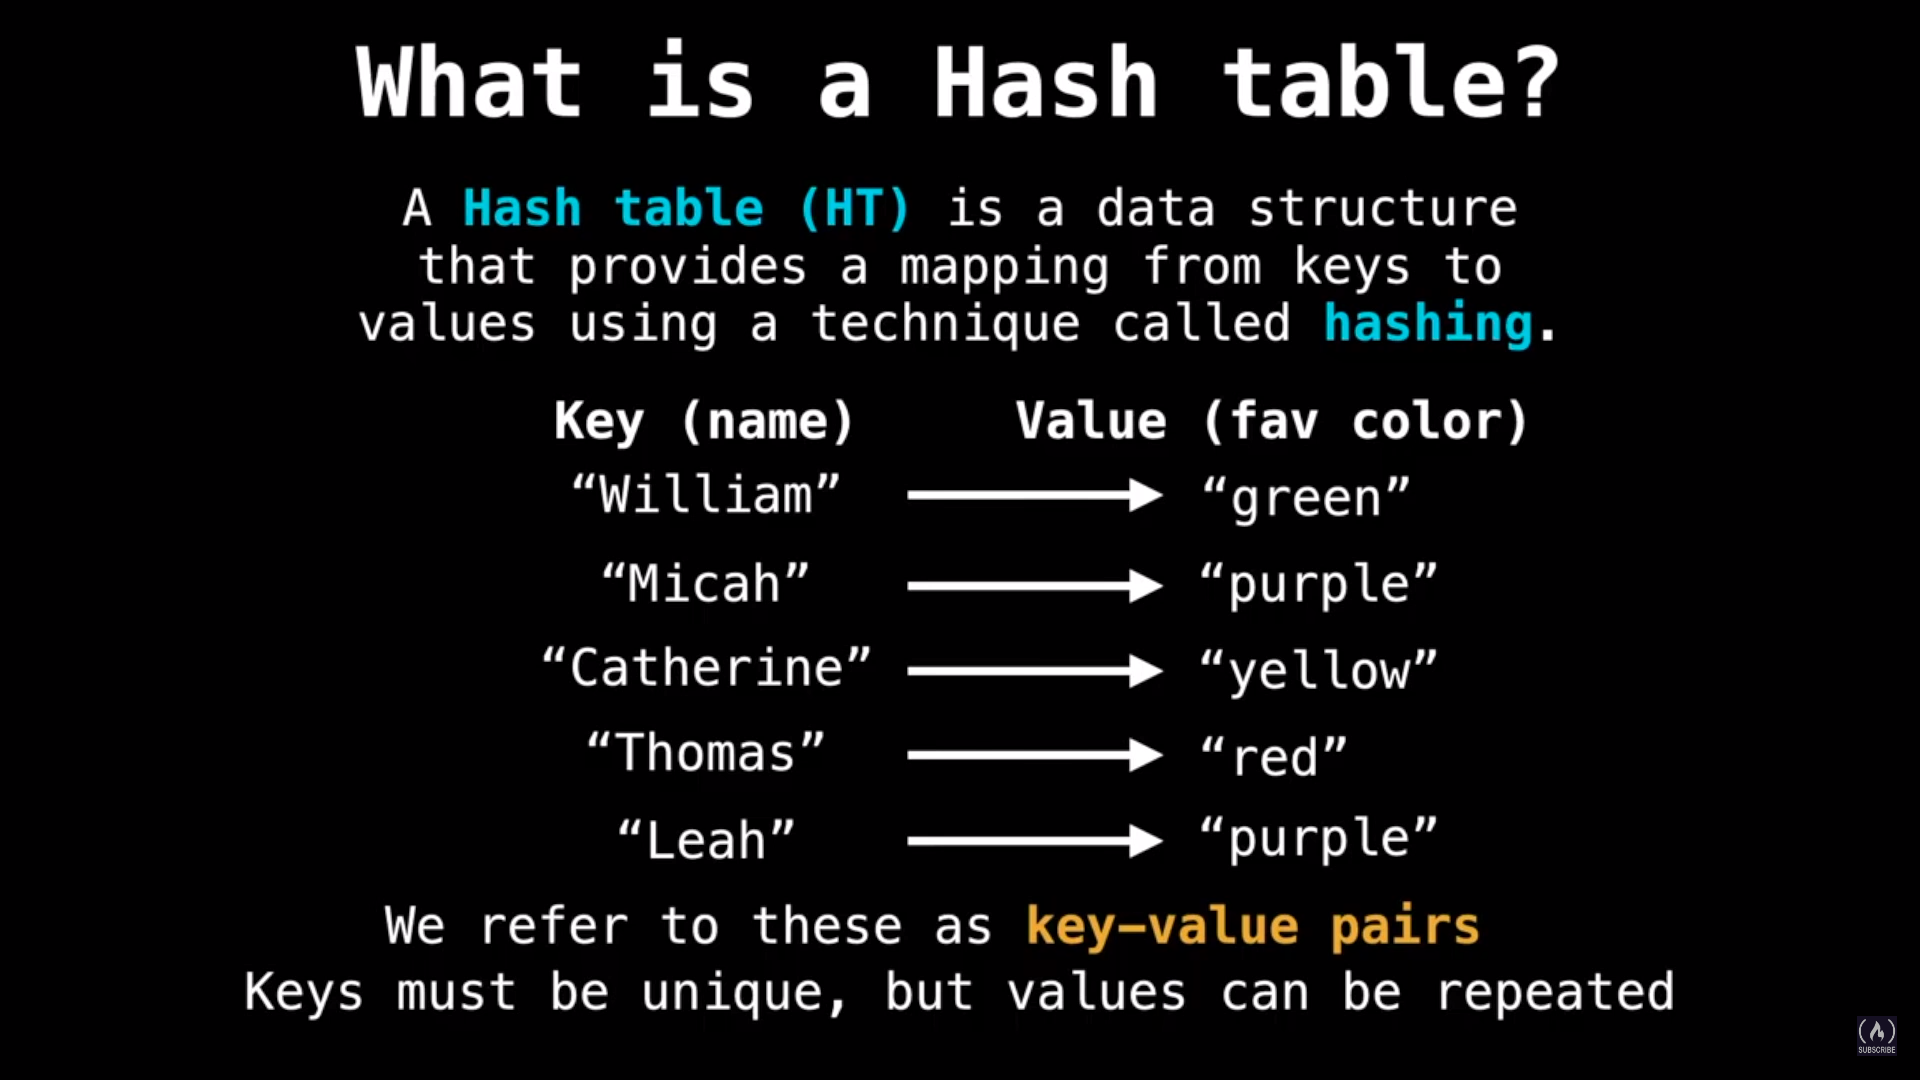 What is a Hash table?
A Hash table (HT) is a data structure
that provides a mapping from keys to
values using a technique called hashing.
Key (name) Value (fav color)
“William” “green”
“Micah” “purple”
“Catherine” “yellow”
“Thomas” “red”
“Leah” “purple”
We refer to these as key-value pairs
Keys must be unique, but values can be repeated
SUBSCRIBE